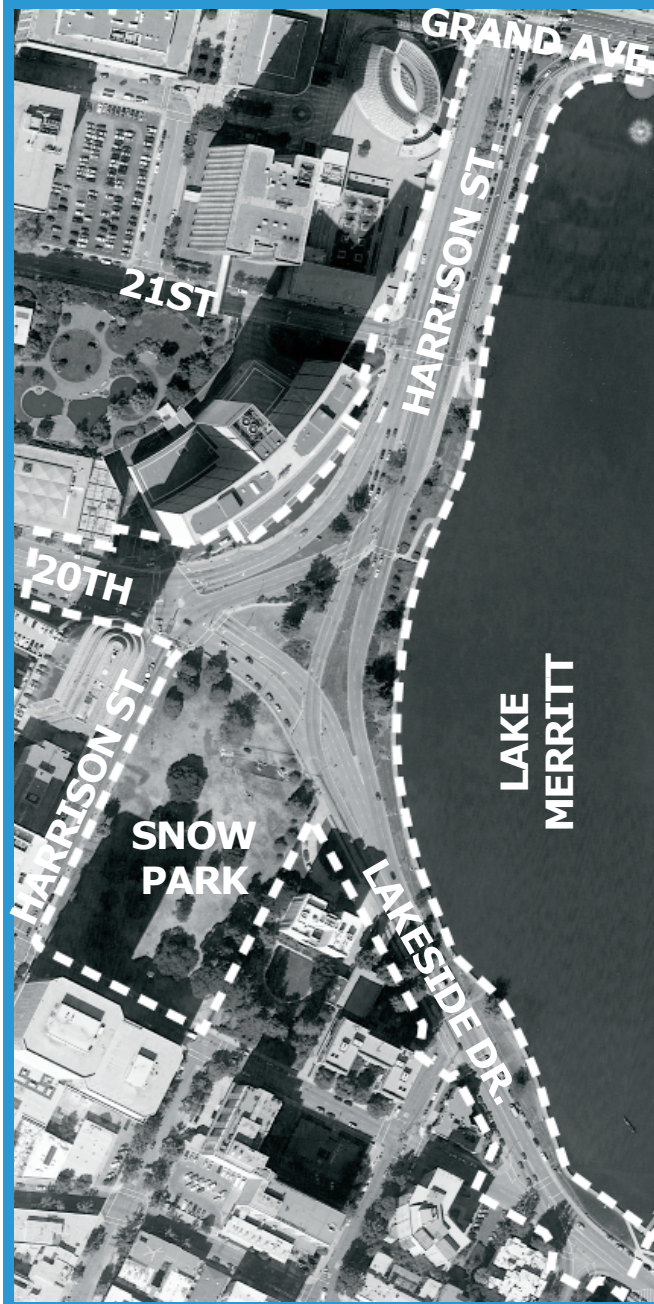 GRAND AVE
HARRISON ST.
21ST
20TH
HARRISON ST.
LAKE
MERRITT
SNOW
PARK
LAKESIDE DR.